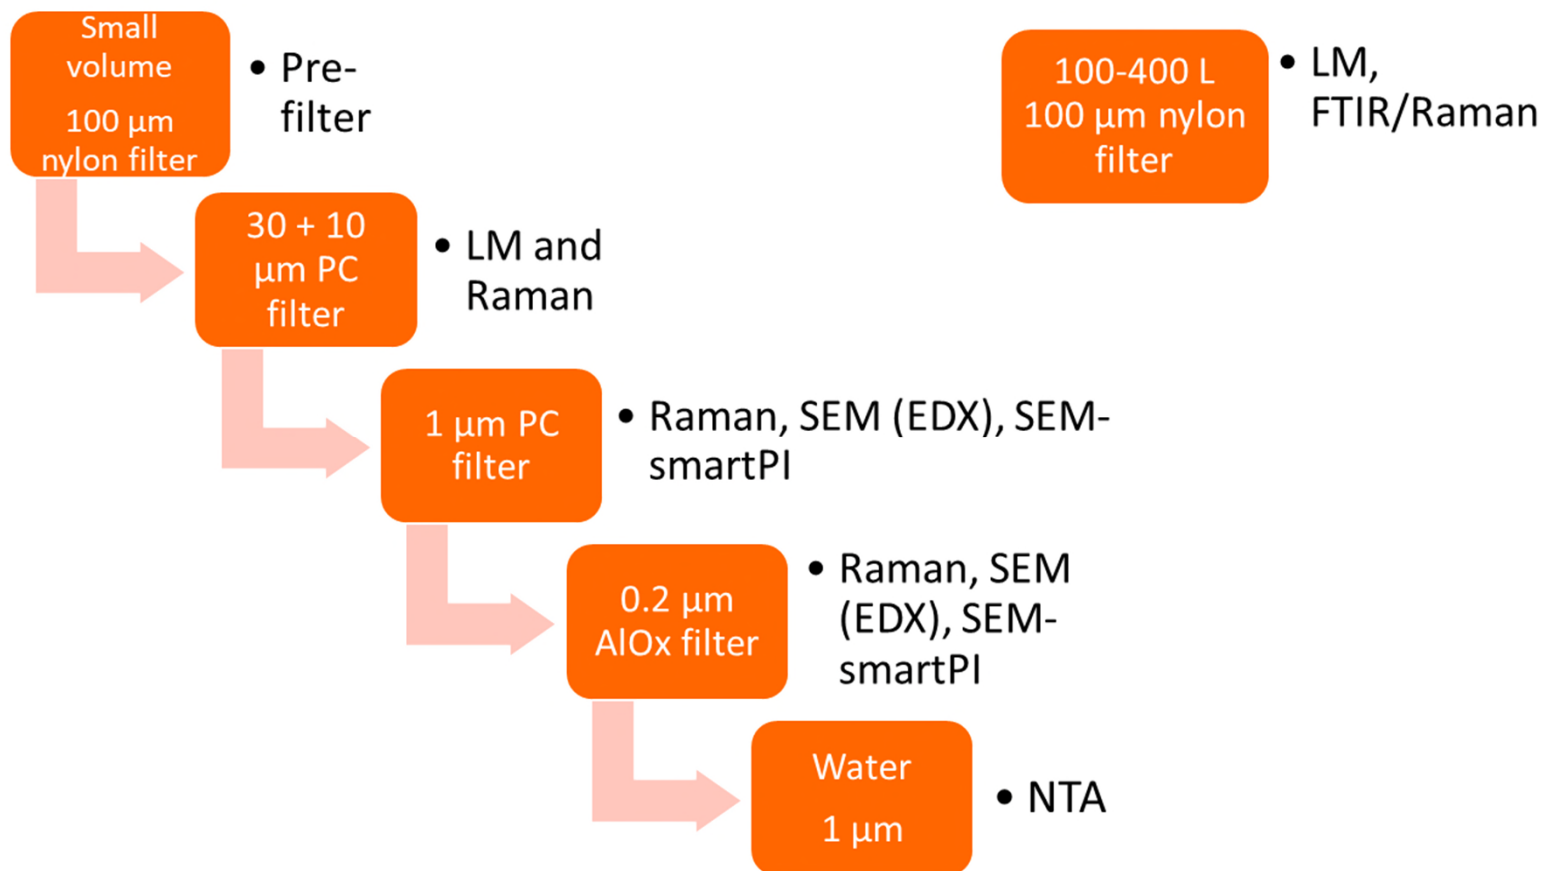 Small
volume
100 µm
nylon filter
• Pre-
filter
100-400 L
100 µm nylon
filter
• LM,
FTIR/Raman
30 + 10
µm PC
filter
• LM and
Raman
1 µm PC
filter
• Raman, SEM (EDX), SEM-
smartPI
0.2 µm
AlOx filter
• Raman, SEM
(EDX), SEM-
smartPI
Water
1 µm
• NTA